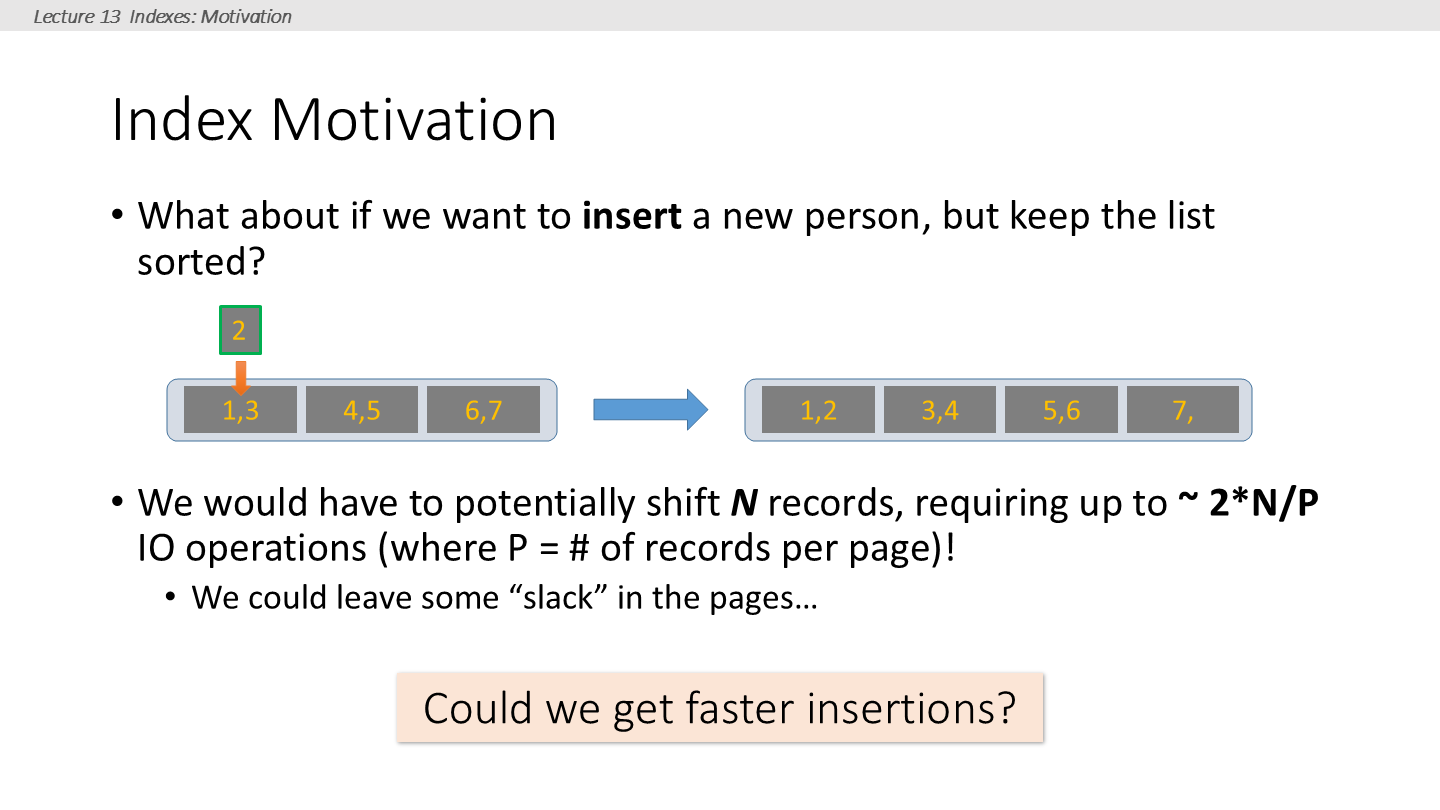 Lecture 13 Indexes: Motivation
Index Motivation
• What about if we want to insert a new person, but keep the list
sorted?
2
1,3 4,5 6,7 1,2 3,4 5,6 7,
• We would have to potentially shift N records, requiring up to ~ 2*N/P
IO operations (where P = # of records per page)!
• We could leave some “slack” in the pages…
Could we get faster insertions?